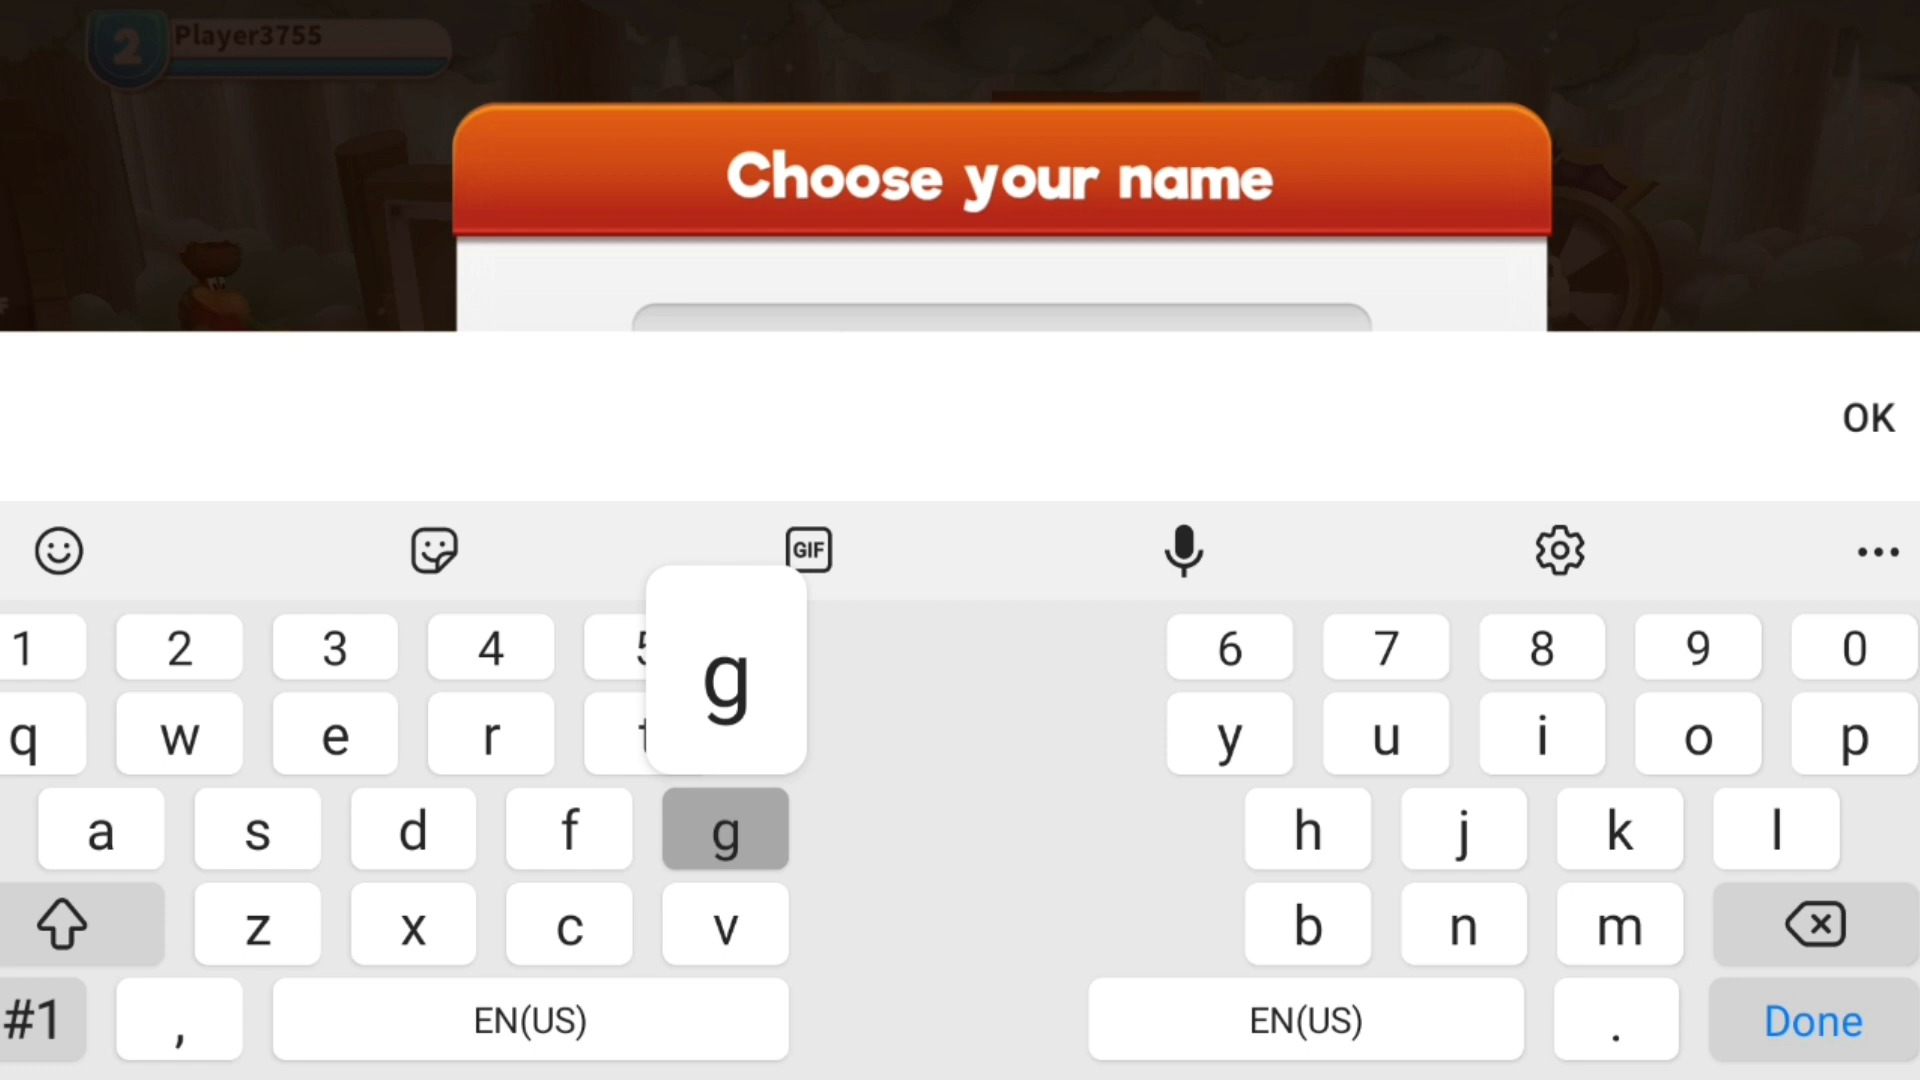 2 Player3755
Choose your name
OK
GIF
1 2 3 4 5 6 7 8 9 0
g
q w e r t y u i o p
a s d f g h j k l
z x c v b n m
#1 , EN(US) EN(US) . Done